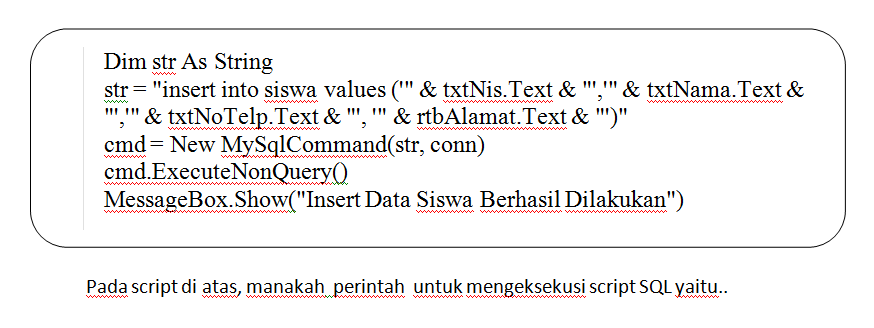 Dim str As String
str = "insert into siswa values ('" & txtNis.Text & "','" & txtNama.Text &
"','" & txtNoTelp.Text & "', '" & rtbAlamat.Text & "')"
cmd = New MySqlCommand(str, conn)
cmd.ExecuteNonQuery()
MessageBox.Show("Insert Data Siswa Berhasil Dilakukan")
Pada script di atas, manakah perintah untuk mengeksekusi script SQL yaitu..